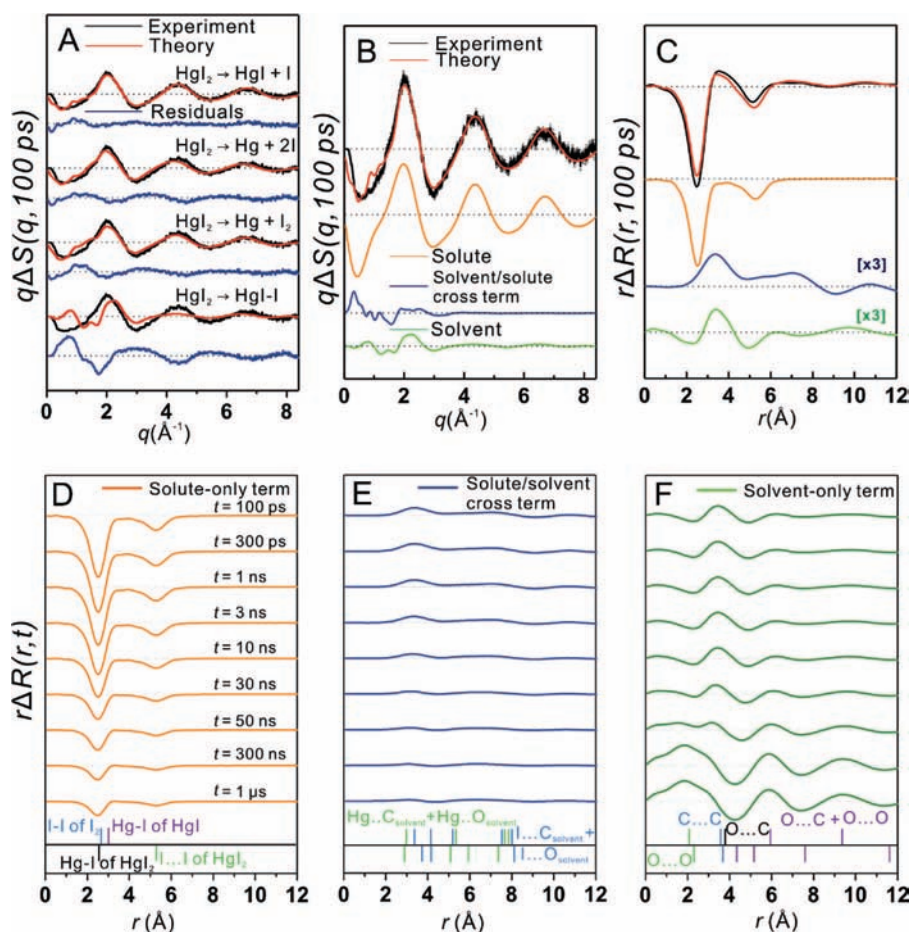 A
Experiment
Theory
HgI₂ → HgI + I
Residuals
HgI₂ → Hg + 2I
HgI₂ → Hg + I₂
HgI₂ → HgI-I
qΔS(q, 100 ps)
0 2 4 6 8
q(Å⁻¹)
B
Experiment
Theory
Solute
Solvent/solute
cross term
Solvent
qΔS(q, 100 ps)
0 2 4 6 8
q(Å⁻¹)
C
[x3]
[x3]
rΔR(r, 100 ps)
0 2 4 6 8 10 12
r(Å)
D
Solute-only term
t = 100 ps
t = 300 ps
t = 1 ns
t = 3 ns
t = 10 ns
t = 30 ns
t = 50 ns
t = 300 ns
t = 1 μs
I-I of I₂
Hg-I of HgI
Hg-I of HgI₂
I...I of HgI₂
rΔR(r,t)
0 2 4 6 8 10 12
r (Å)
E
Solute/solvent
cross term
Hg..Csolvent+Hg..Osolvent
I...Csolvent+
I...Osolvent
0 2 4 6 8 10 12
r (Å)
F
Solvent-only term
C...C
O...C
O...C + O...O
O...O
0 2 4 6 8 10 12
r (Å)